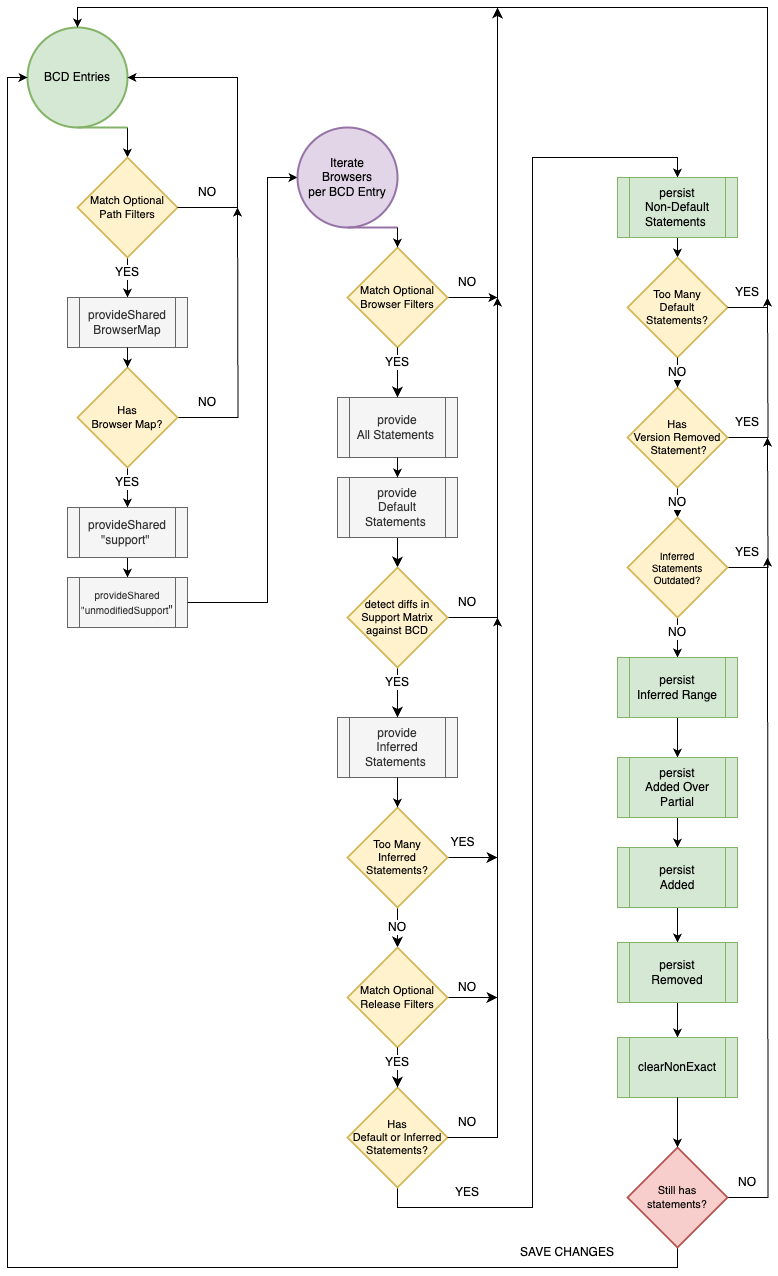 BCD Entries
Match Optional
Path Filters
NO
YES
provideShared
BrowserMap
Has
Browser Map?
NO
YES
provideShared
"support"
provideShared
"unmodifiedSupport"
Iterate
Browsers
per BCD Entry
Match Optional
Browser Filters
NO
YES
provide
All Statements
provide
Default
Statements
detect diffs in
Support Matrix
against BCD
NO
YES
provide
Inferred
Statements
Too Many
Inferred
Statements?
YES
NO
Match Optional
Release Filters
NO
YES
Has
Default or Inferred
Statements?
NO
YES
persist
Non-Default
Statements
Too Many
Default
Statements?
YES
NO
Has
Version Removed
Statement?
YES
NO
Inferred
Statements
Outdated?
YES
NO
persist
Inferred Range
persist
Added Over
Partial
persist
Added
persist
Removed
clearNonExact
Still has
statements?
NO
SAVE CHANGES